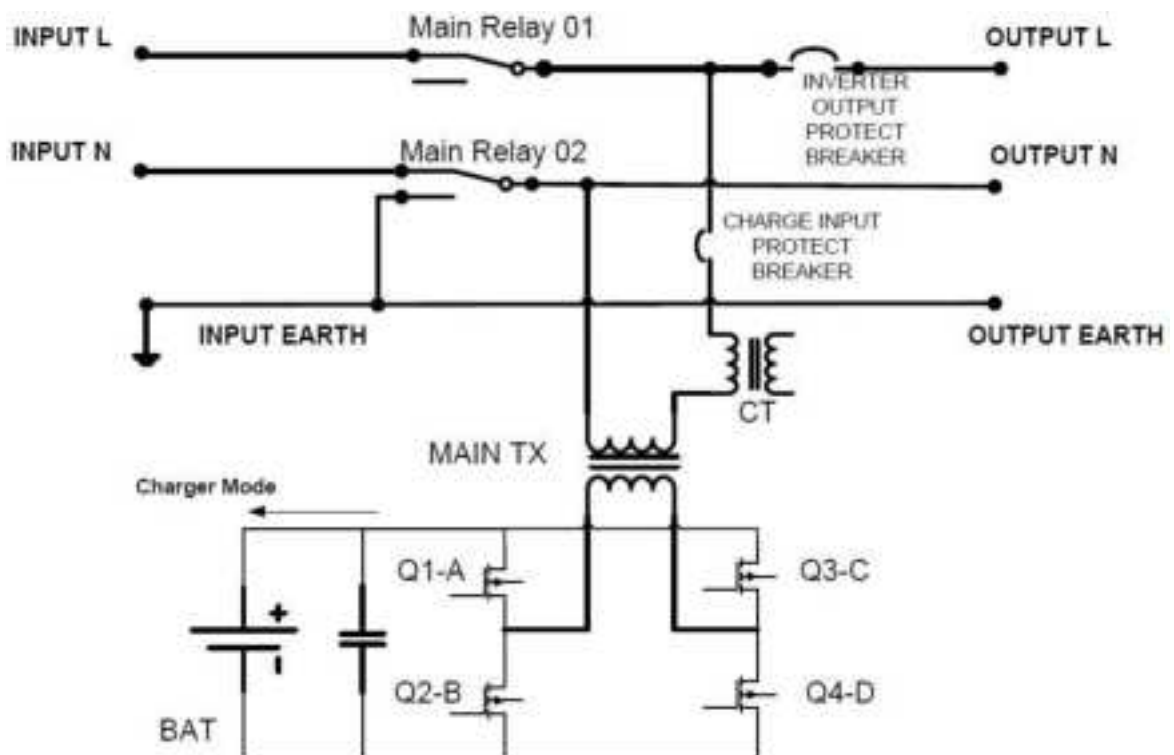 Main Relay 01
INPUT L
OUTPUT L
INVERTER
OUTPUT
PROTECT
BREAKER
INPUT N
Main Relay 02
OUTPUT N
CHARGE INPUT
PROTECT
BREAKER
INPUT EARTH
OUTPUT EARTH
CT
MAIN TX
Charger Mode
Q1-A
Q3-C
+
Q2-B
Q4-D
BAT